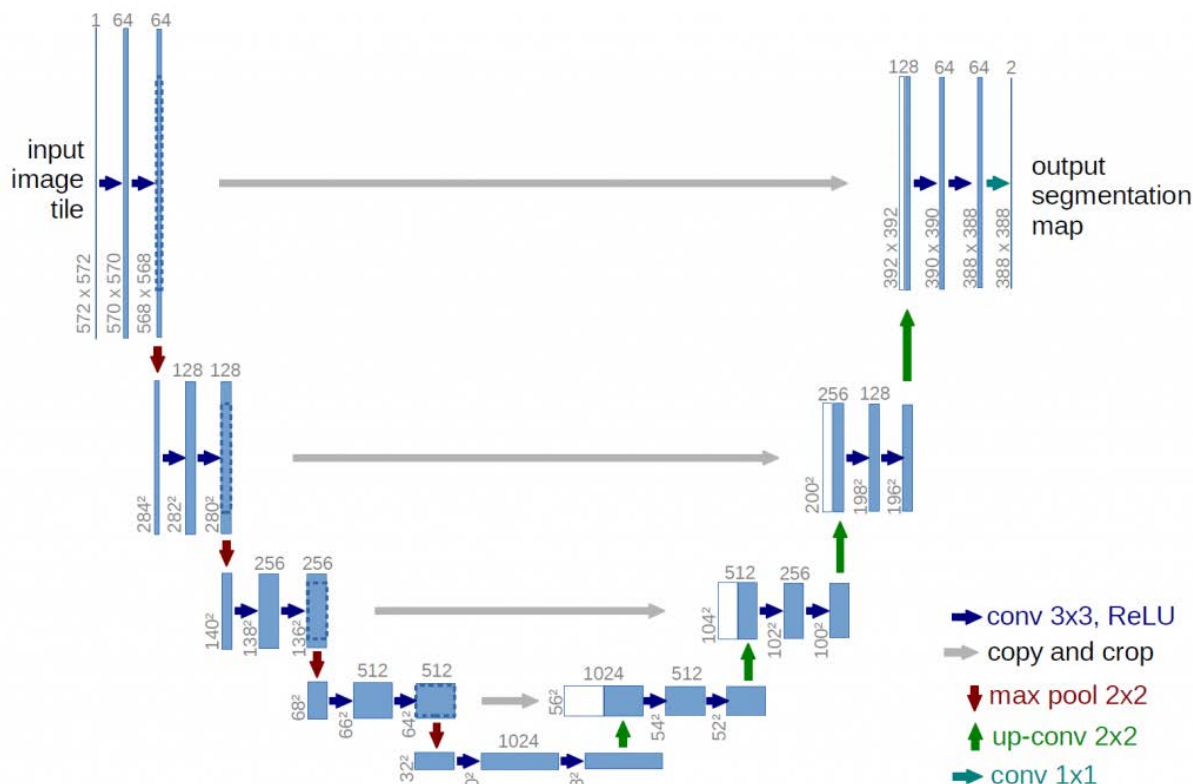 1 64 64
128 64 64 2
input
image
tile
output
segmentation
map
572 x 572
570 x 570
568 x 568
392 x 392
390 x 390
388 x 388
388 x 388
128 128
256 128
284²
282²
280²
200²
198²
196²
256 256
512 256
140²
138²
136²
104²
102²
100²
512 512
1024 512
68²
66²
64²
56²
54²
52²
1024
32²
conv 3x3, ReLU
copy and crop
max pool 2x2
up-conv 2x2
conv 1x1